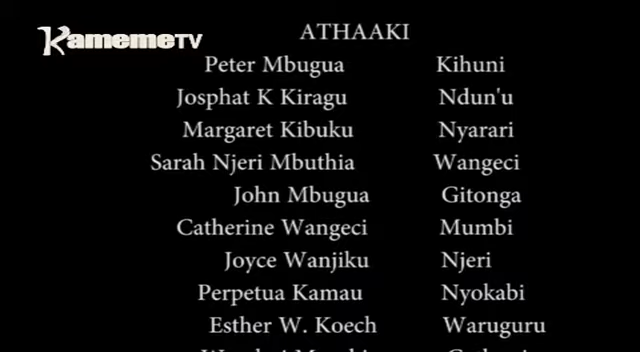 KamemeTV
ATHAAKI
Peter Mbugua Kihuni
Josphat K Kiragu Ndun'u
Margaret Kibuku Nyarari
Sarah Njeri Mbuthia Wangeci
John Mbugua Gitonga
Catherine Wangeci Mumbi
Joyce Wanjiku Njeri
Perpetua Kamau Nyokabi
Esther W. Koech Waruguru